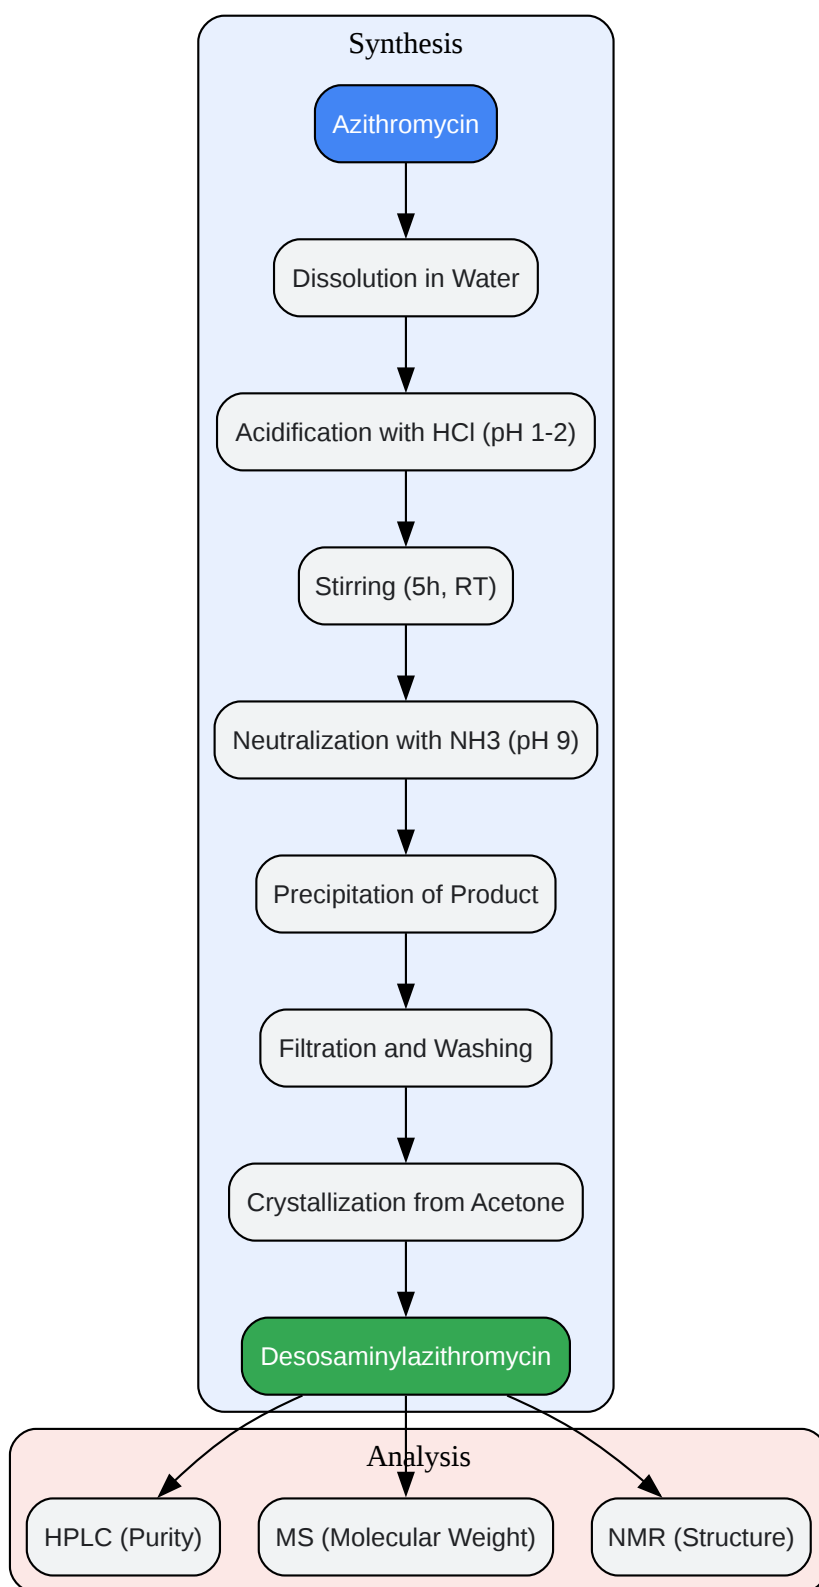 Synthesis
Azithromycin
Dissolution in Water
Acidification with HCl (pH 1-2)
Stirring (5h, RT)
Neutralization with NH3 (pH 9)
Precipitation of Product
Filtration and Washing
Crystallization from Acetone
Desosaminylazithromycin
Analysis
HPLC (Purity)
MS (Molecular Weight)
NMR (Structure)